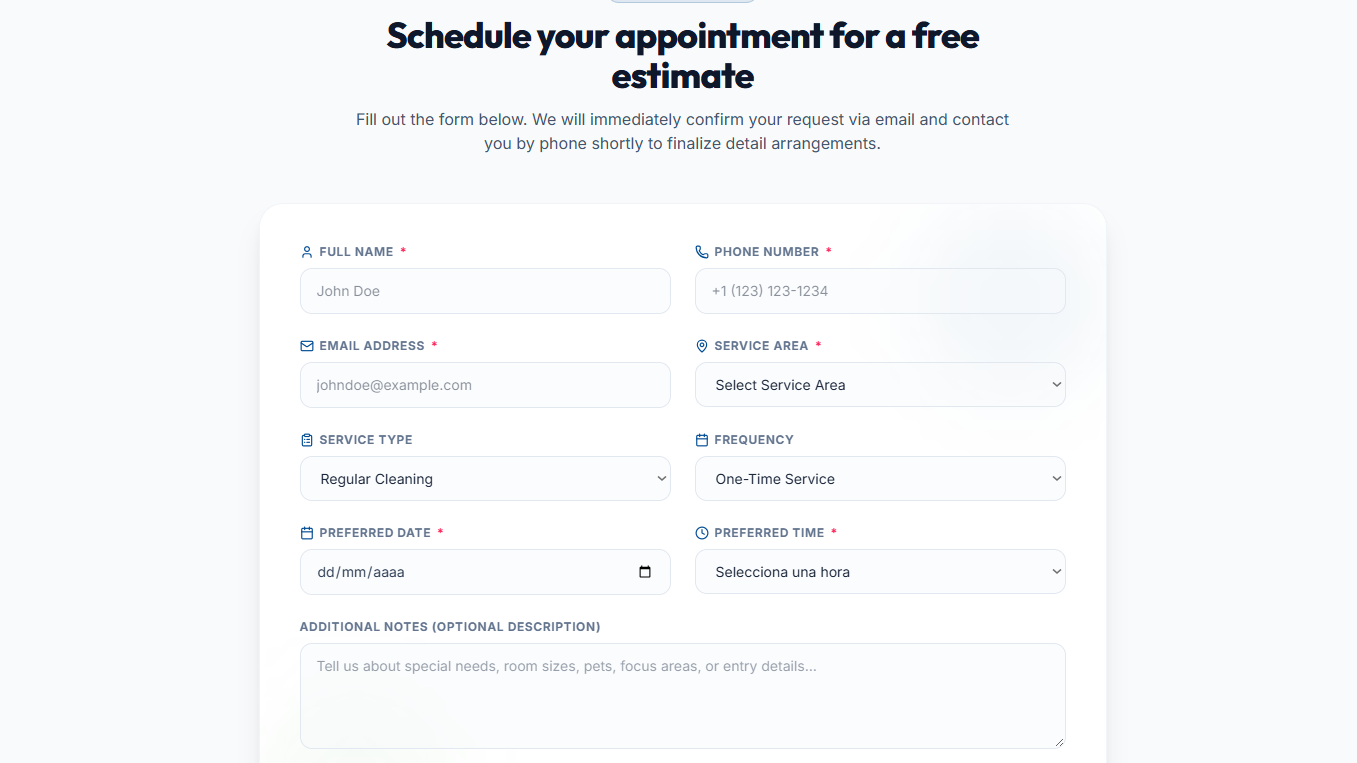 Schedule your appointment for a free
estimate
Fill out the form below. We will immediately confirm your request via email and contact
you by phone shortly to finalize detail arrangements.
FULL NAME *
PHONE NUMBER *
John Doe
+1 (123) 123-1234
EMAIL ADDRESS *
SERVICE AREA *
johndoe@example.com
Select Service Area
SERVICE TYPE
FREQUENCY
Regular Cleaning
One-Time Service
PREFERRED DATE *
PREFERRED TIME *
dd/mm/aaaa
Selecciona una hora
ADDITIONAL NOTES (OPTIONAL DESCRIPTION)
Tell us about special needs, room sizes, pets, focus areas, or entry details...